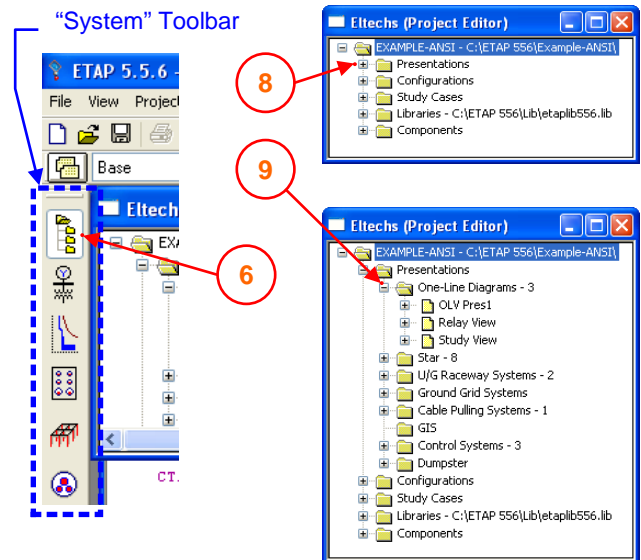 “System” Toolbar
ETAP 5.5.6 -
File View Project
Base
Eltech
EXA
CT.
6
8
9
Eltechs (Project Editor)
EXAMPLE-ANSI - C:\ETAP 556\Example-ANSI\
Presentations
Configurations
Study Cases
Libraries - C:\ETAP 556\Lib\etaplib556.lib
Components
Eltechs (Project Editor)
EXAMPLE-ANSI - C:\ETAP 556\Example-ANSI\
Presentations
One-Line Diagrams - 3
OLV Pres1
Relay View
Study View
Star - 8
U/G Raceway Systems - 2
Ground Grid Systems
Cable Pulling Systems - 1
GIS
Control Systems - 3
Dumpster
Configurations
Study Cases
Libraries - C:\ETAP 556\Lib\etaplib556.lib
Components